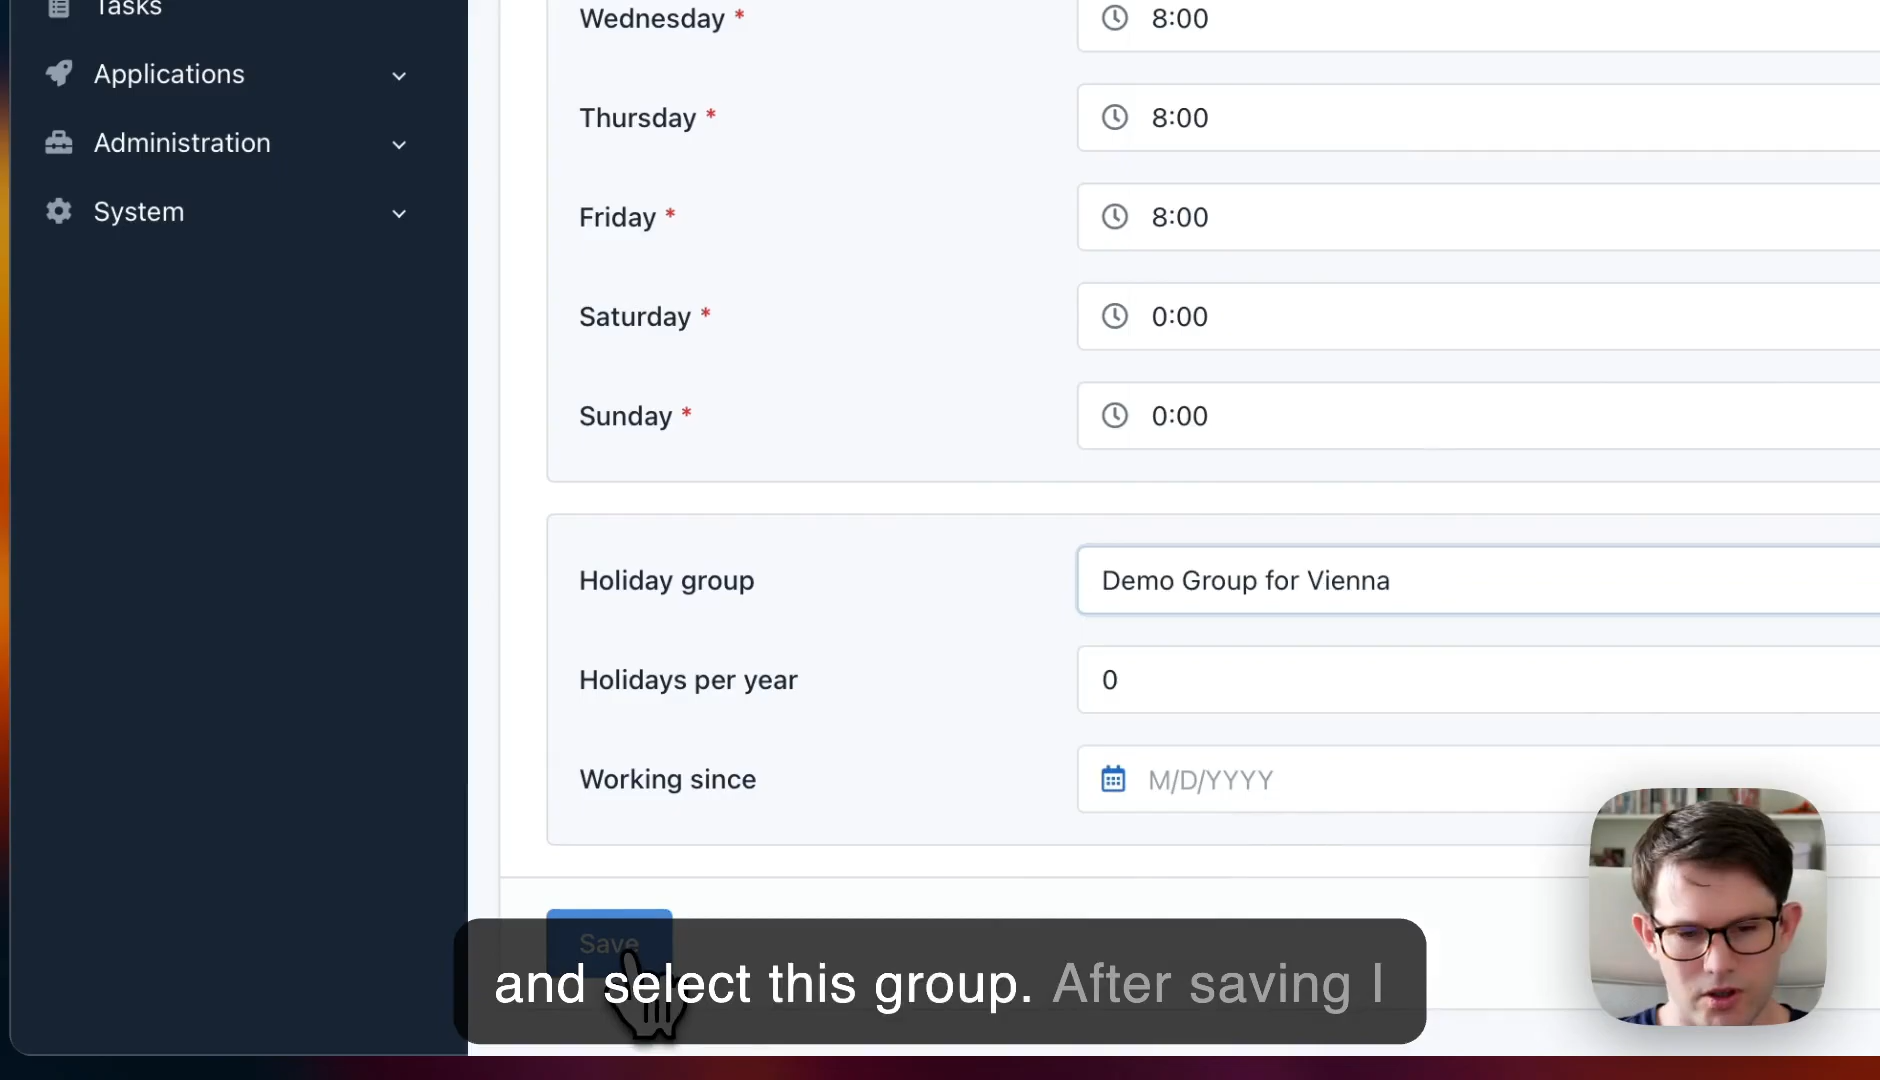 Tasks
Applications
Administration
System
Wednesday * 8:00
Thursday * 8:00
Friday * 8:00
Saturday * 0:00
Sunday * 0:00
Holiday group Demo Group for Vienna
Holidays per year 0
Working since M/D/YYYY
Save
and select this group. After saving I